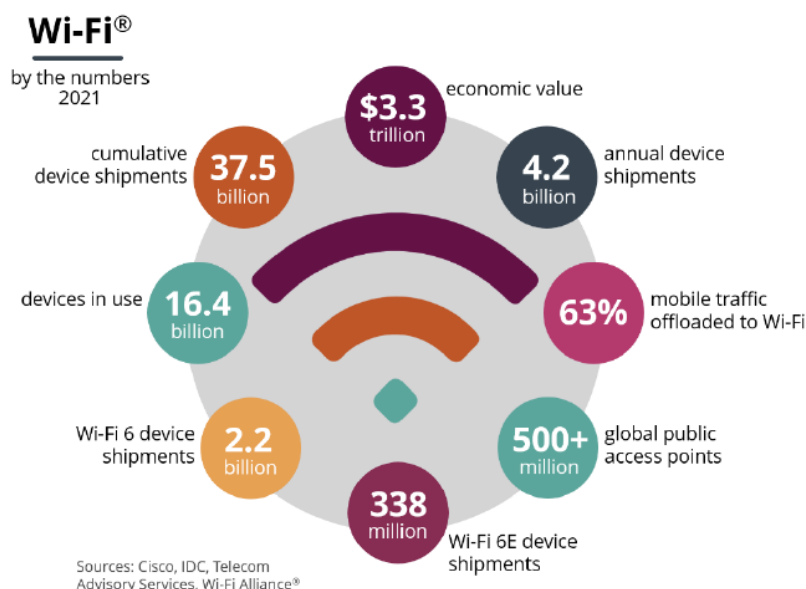 Wi-Fi®
by the numbers
2021
$3.3
trillion
economic value
4.2
billion
annual device
shipments
63%
mobile traffic
offloaded to Wi-Fi
500+
million
global public
access points
338
million
Wi-Fi 6E device
shipments
2.2
billion
Wi-Fi 6 device
shipments
16.4
billion
devices in use
37.5
billion
cumulative
device shipments
Sources: Cisco, IDC, Telecom
Advisory Services, Wi-Fi Alliance®